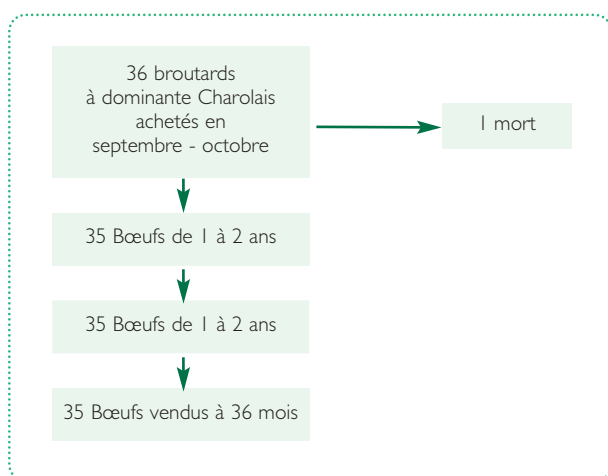 36 broutards
à dominante Charolais
achetés en
septembre - octobre
1 mort
35 Bœufs de 1 à 2 ans
35 Bœufs de 1 à 2 ans
35 Bœufs vendus à 36 mois